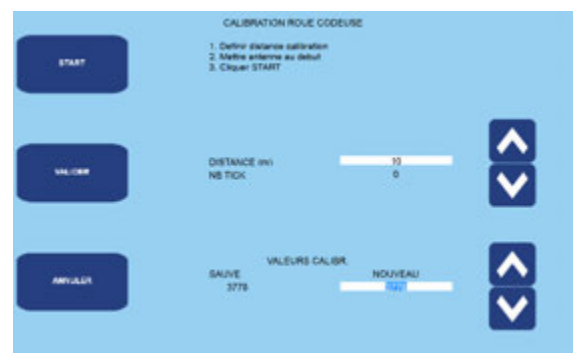 CALIBRATION ROUE CODEUSE
1. Definir distance calibration
2. Mettre antenne au debut
3. Cliquer START
START
VALIDER
DISTANCE (m) 10
NB TICK 0
VALEURS CALIBR.
SAUVE NOUVEAU
3778
ANNULER